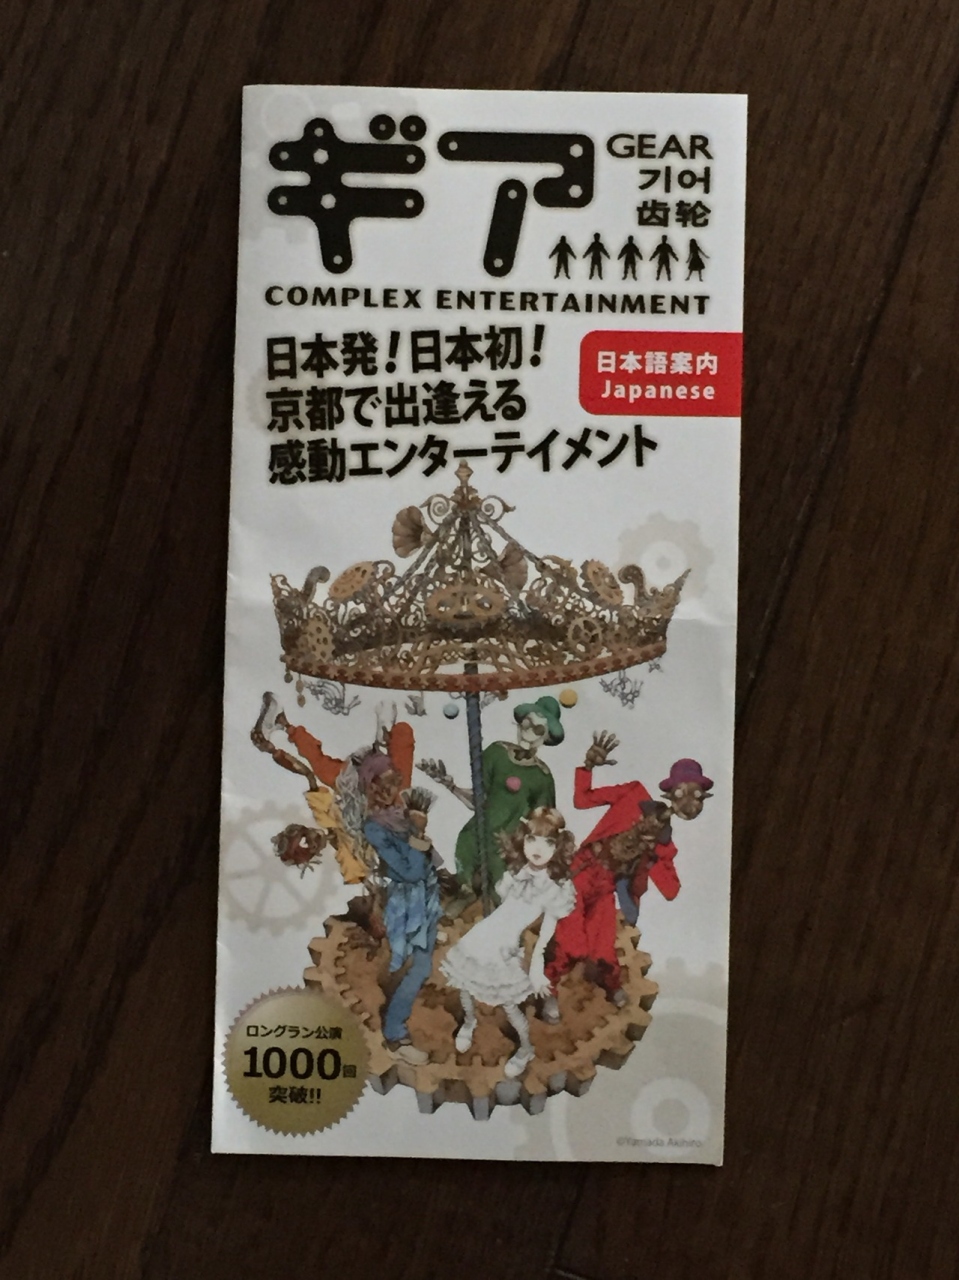 ギア
GEAR
기어
齿轮
COMPLEX ENTERTAINMENT
日本発！日本初！
京都で出逢える
感動エンターテイメント
日本語案内
Japanese
ロングラン公演
1000回
突破!!
©Yamada Akihiro